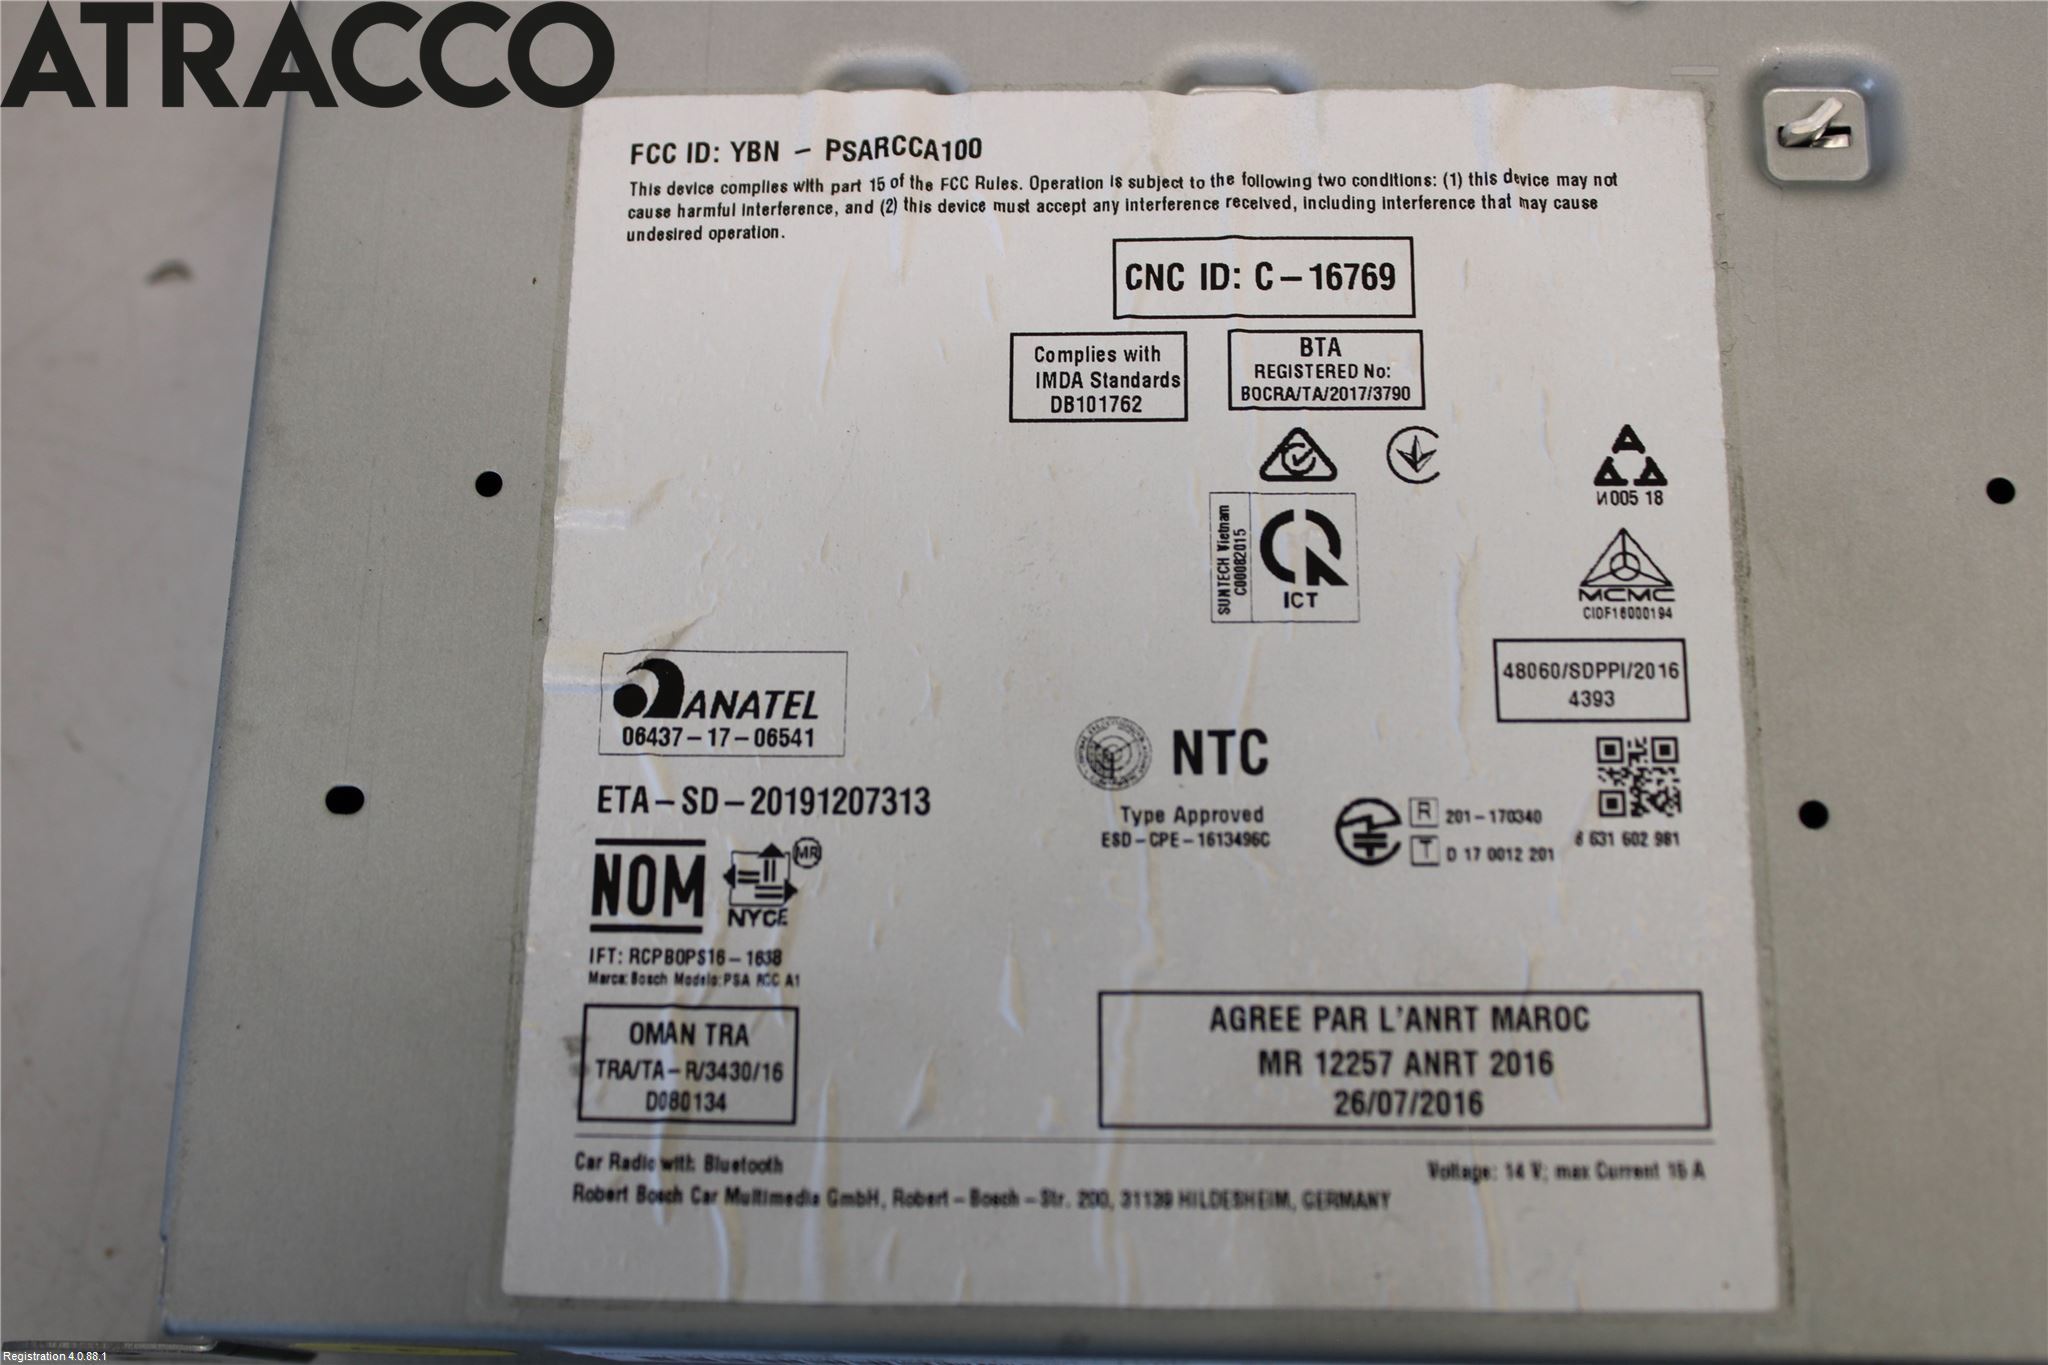 ATRACCO
FCC ID: YBN - PSARCCA100
This device complies with part 15 of the FCC Rules. Operation is subject to the following two conditions: (1) this device may not
cause harmful interference, and (2) this device must accept any interference received, including interference that may cause
undesired operation.
CNC ID: C-16769
Complies with
IMDA Standards
DB101762
BTA
REGISTERED No:
BOCRA/TA/2017/3790
И005 18
SUNTECH Vietnam
C00082015
ICT
MCMC
CIDF16000194
48060/SDPPI/2016
4393
ANATEL
06437-17-06541
NTC
Type Approved
ESD-CPE-1613496C
ETA-SD-20191207313
R 201-170340
T D 17 0012 201
8 631 602 981
NOM
MR
NYCE
IFT: RCPBOPS16-1638
Marca: Bosch Modelo: PSA RCC A1
OMAN TRA
TRA/TA-R/3430/16
D080134
AGREE PAR L'ANRT MAROC
MR 12257 ANRT 2016
26/07/2016
Car Radio with Bluetooth
Voltage: 14 V; max Current 15 A
Robert Bosch Car Multimedia GmbH, Robert-Bosch-Str. 200, 31139 HILDESHEIM, GERMANY
Registration 4.0.88.1